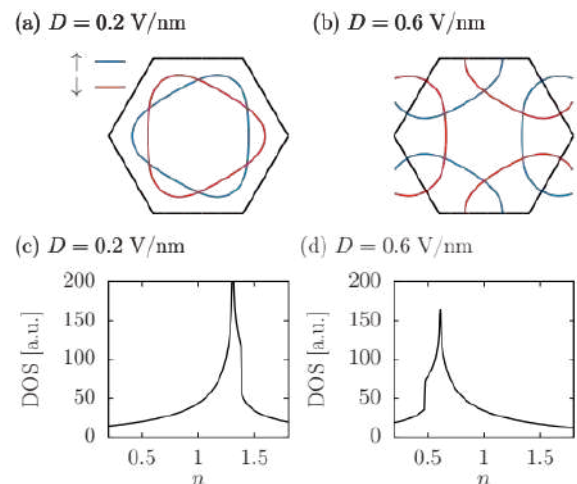 (a) D = 0.2 V/nm
(b) D = 0.6 V/nm
↑
↓
(c) D = 0.2 V/nm
(d) D = 0.6 V/nm
200
150
100
50
0
DOS [a.u.]
0.5 1 1.5
n
200
150
100
50
0
DOS [a.u.]
0.5 1 1.5
n